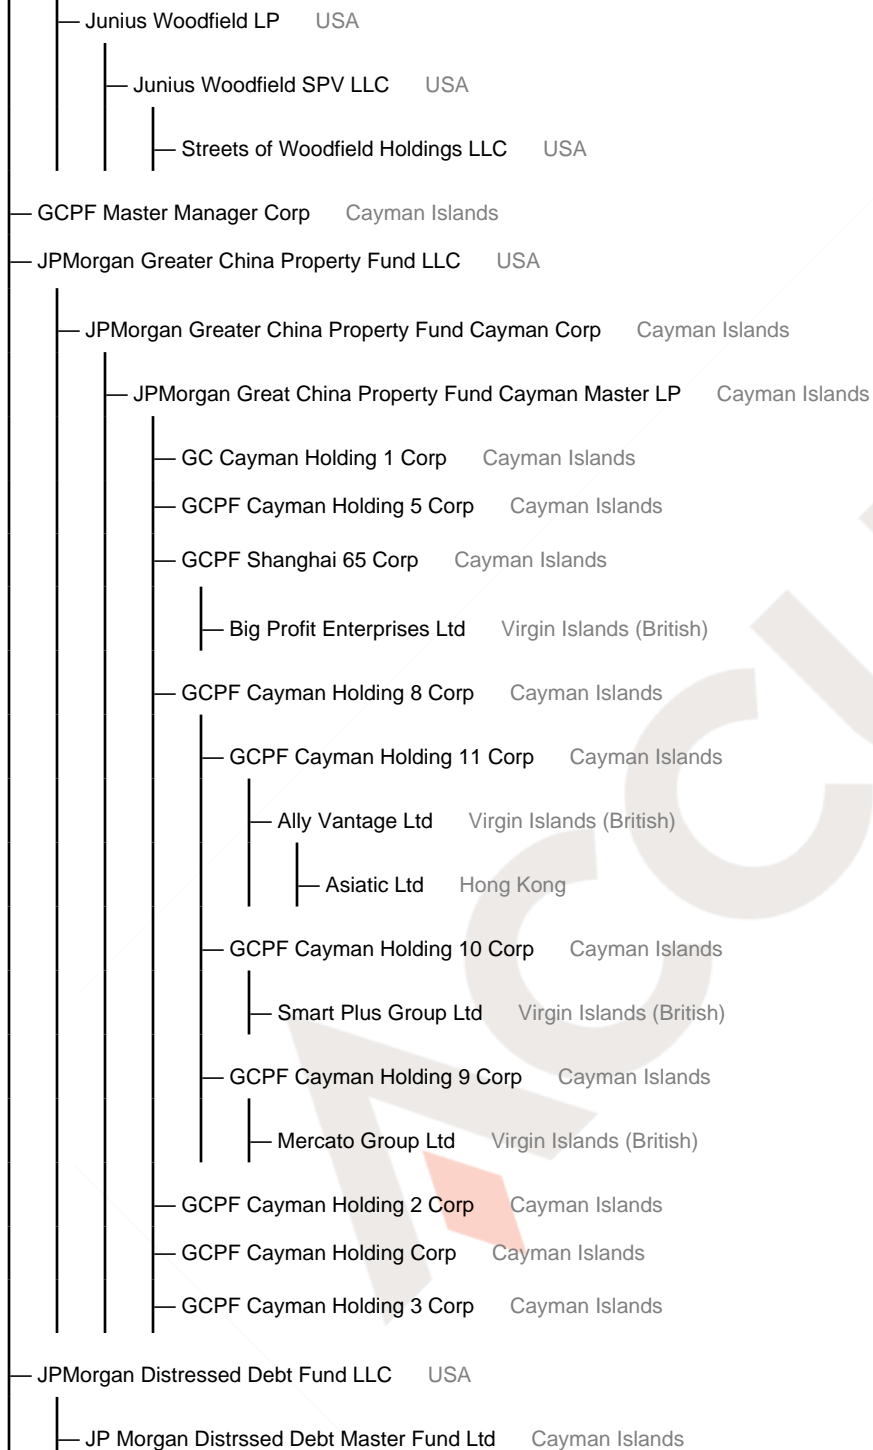 Junius Woodfield LP USA
Junius Woodfield SPV LLC USA
Streets of Woodfield Holdings LLC USA
GCPF Master Manager Corp Cayman Islands
JPMorgan Greater China Property Fund LLC USA
JPMorgan Greater China Property Fund Cayman Corp Cayman Islands
JPMorgan Great China Property Fund Cayman Master LP Cayman Islands
GC Cayman Holding 1 Corp Cayman Islands
GCPF Cayman Holding 5 Corp Cayman Islands
GCPF Shanghai 65 Corp Cayman Islands
Big Profit Enterprises Ltd Virgin Islands (British)
GCPF Cayman Holding 8 Corp Cayman Islands
GCPF Cayman Holding 11 Corp Cayman Islands
Ally Vantage Ltd Virgin Islands (British)
Asiatic Ltd Hong Kong
GCPF Cayman Holding 10 Corp Cayman Islands
Smart Plus Group Ltd Virgin Islands (British)
GCPF Cayman Holding 9 Corp Cayman Islands
Mercato Group Ltd Virgin Islands (British)
GCPF Cayman Holding 2 Corp Cayman Islands
GCPF Cayman Holding Corp Cayman Islands
GCPF Cayman Holding 3 Corp Cayman Islands
JPMorgan Distressed Debt Fund LLC USA
JP Morgan Distrssed Debt Master Fund Ltd Cayman Islands